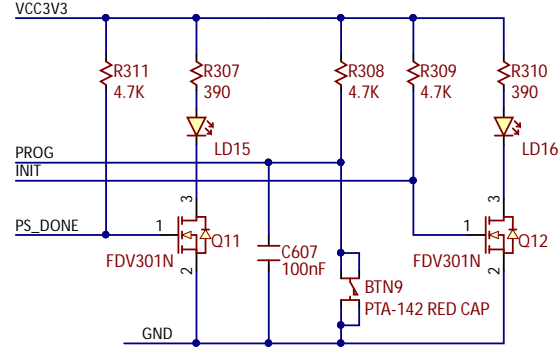 VCC3V3
R311
4.7K
R307
390
R308
4.7K
R309
4.7K
R310
390
LD15
LD16
PROG
INIT
PS_DONE
1
3
2
Q11
FDV301N
C607
100nF
BTN9
PTA-142 RED CAP
1
3
2
Q12
FDV301N
GND